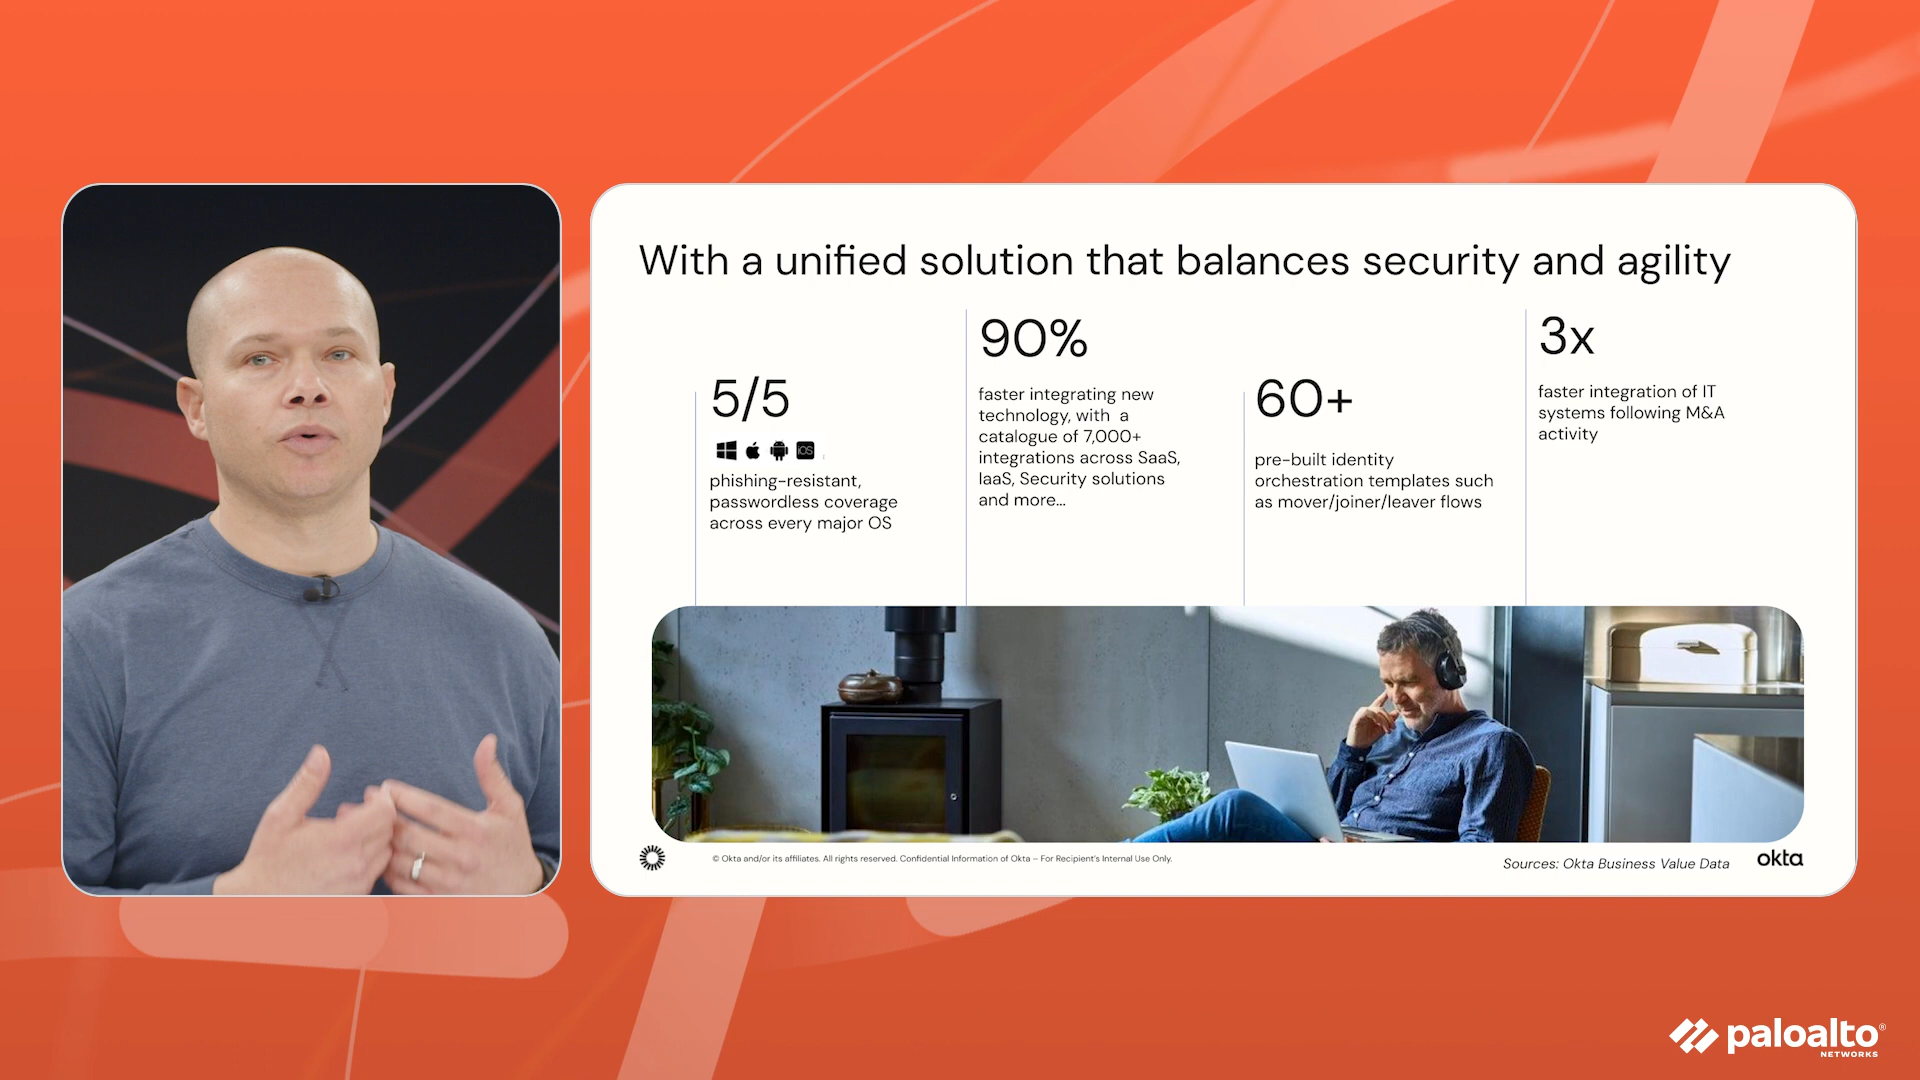 With a unified solution that balances security and agility
5/5
iOS
phishing-resistant,
passwordless coverage
across every major OS
90%
faster integrating new
technology, with a
catalogue of 7,000+
integrations across SaaS,
IaaS, Security solutions
and more...
60+
pre-built identity
orchestration templates such
as mover/joiner/leaver flows
3x
faster integration of IT
systems following M&A
activity
© Okta and/or its affiliates. All rights reserved. Confidential Information of Okta – For Recipient's Internal Use Only.
Sources: Okta Business Value Data
okta
paloalto®
NETWORKS